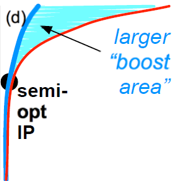 (d)
larger
"boost
area"
semi-
opt
IP